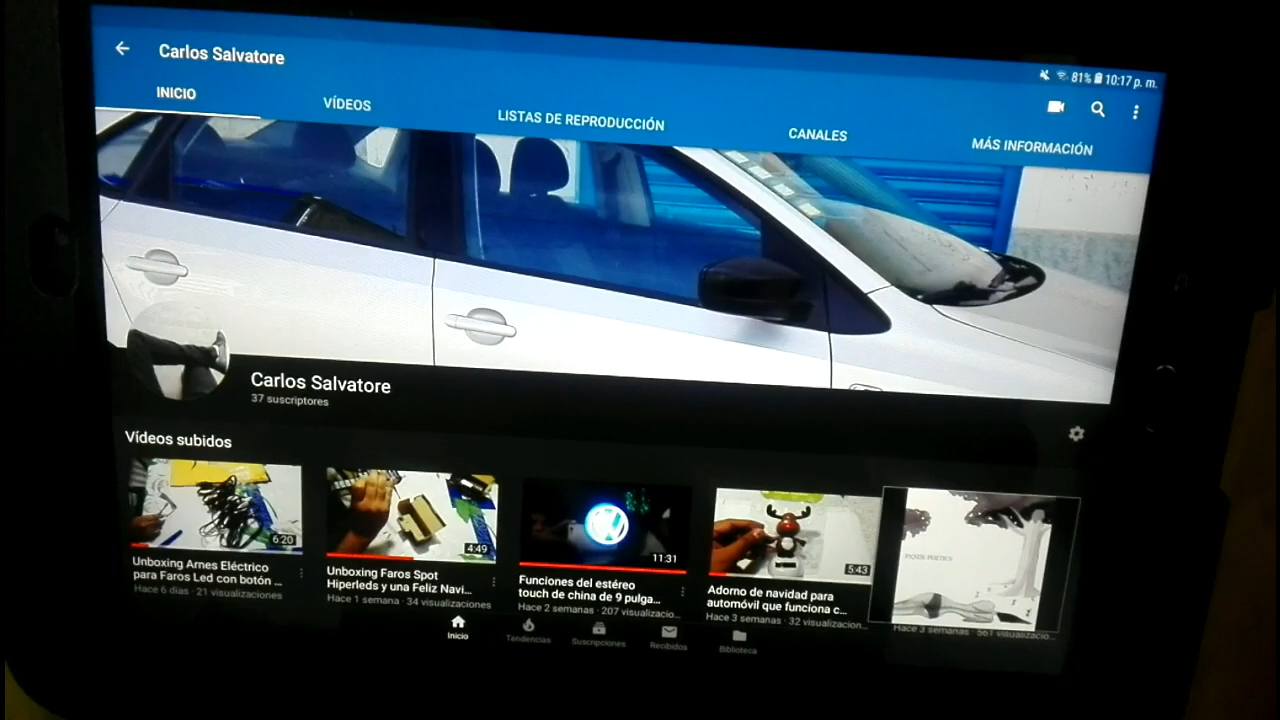 Carlos Salvatore
81% 10:17 p. m.
INICIO
VÍDEOS
LISTAS DE REPRODUCCIÓN
CANALES
MÁS INFORMACIÓN
Carlos Salvatore
37 suscriptores
Vídeos subidos
6:20
4:49
11:31
5:43
Unboxing Arnes Eléctrico
para Faros Led con botón ...
Hace 6 días · 21 visualizaciones
Unboxing Faros Spot
Hiperleds y una Feliz Navi...
Hace 1 semana · 34 visualizaciones
Funciones del estéreo
touch de china de 9 pulga...
Hace 2 semanas · 207 visualizacio...
Adorno de navidad para
automóvil que funciona c...
Hace 3 semanas · 32 visualizacion...
Hace 3 semanas · 561 visualizacio...
Inicio
Tendencias
Suscripciones
Recibidos
Biblioteca